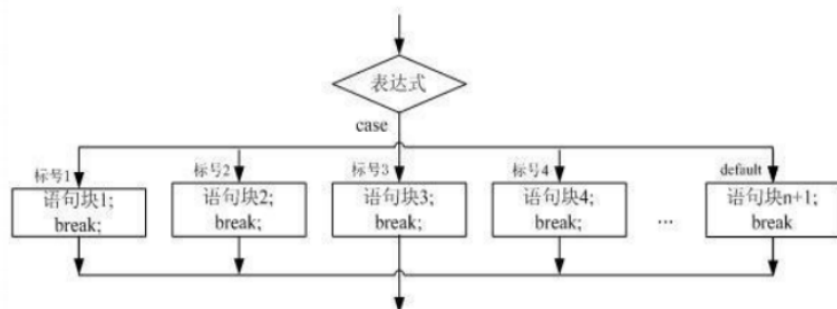 表达式
case
标号1
标号2
标号3
标号4
default
语句块1;
break;
语句块2;
break;
语句块3;
break;
语句块4;
break;
...
语句块n+1;
break